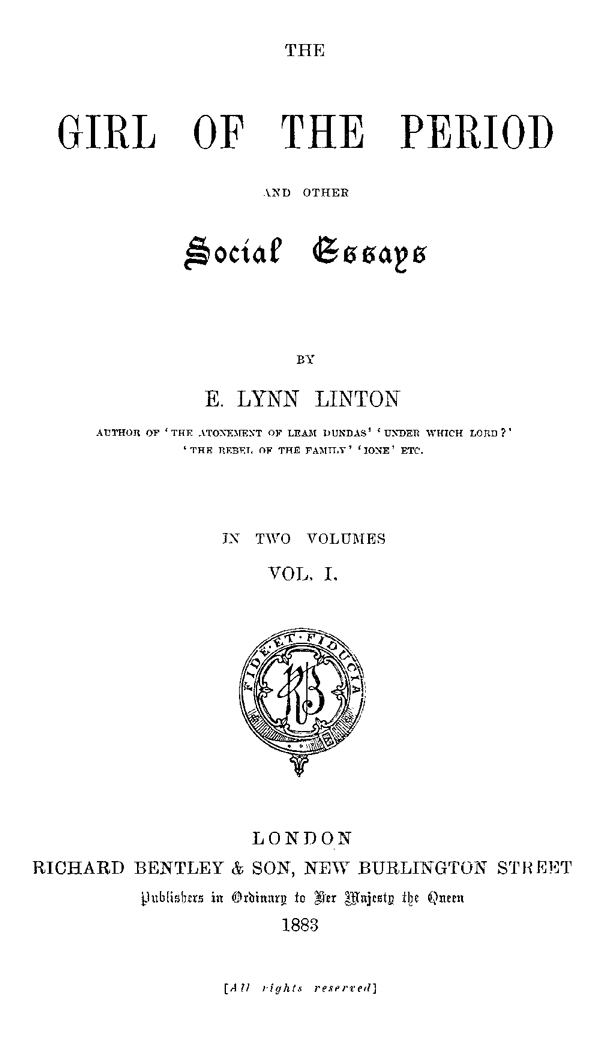 THE
GIRL OF THE PERIOD
AND OTHER
Social Essays
BY
E. LYNN LINTON
AUTHOR OF 'THE ATONEMENT OF LEAM DUNDAS' 'UNDER WHICH LORD?'
'THE REBEL OF THE FAMILY' 'IONE' ETC.
IN TWO VOLUMES
VOL. I.
FIDE·ET·FIDUCIA
RB
LONDON
RICHARD BENTLEY & SON, NEW BURLINGTON STREET
Publishers in Ordinary to Her Majesty the Queen
1883
[All rights reserved]